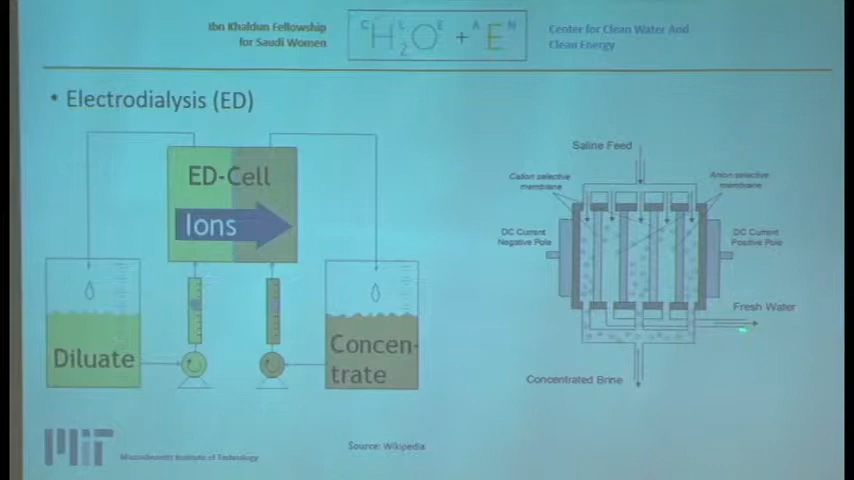 Ibn Khaldun Fellowship
for Saudi Women
C L E A N
H₂O + E
Center for Clean Water And
Clean Energy
• Electrodialysis (ED)
ED-Cell
Ions
Diluate
Concen-
trate
Saline Feed
Cation selective
membrane
Anion selective
membrane
DC Current
Negative Pole
DC Current
Positive Pole
Fresh Water
Concentrated Brine
MIT
Massachusetts Institute of Technology
Source: Wikipedia